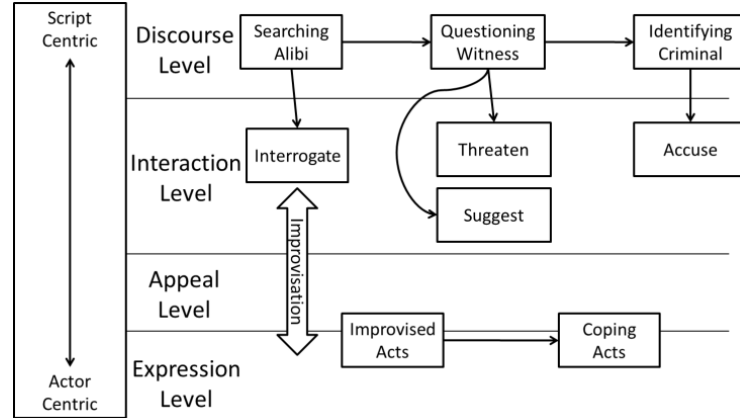 Script
Centric
Discourse
Level
Searching
Alibi
Questioning
Witness
Identifying
Criminal
Interaction
Level
Interrogate
Threaten
Accuse
Suggest
Improvisation
Appeal
Level
Improvised
Acts
Coping
Acts
Expression
Level
Actor
Centric